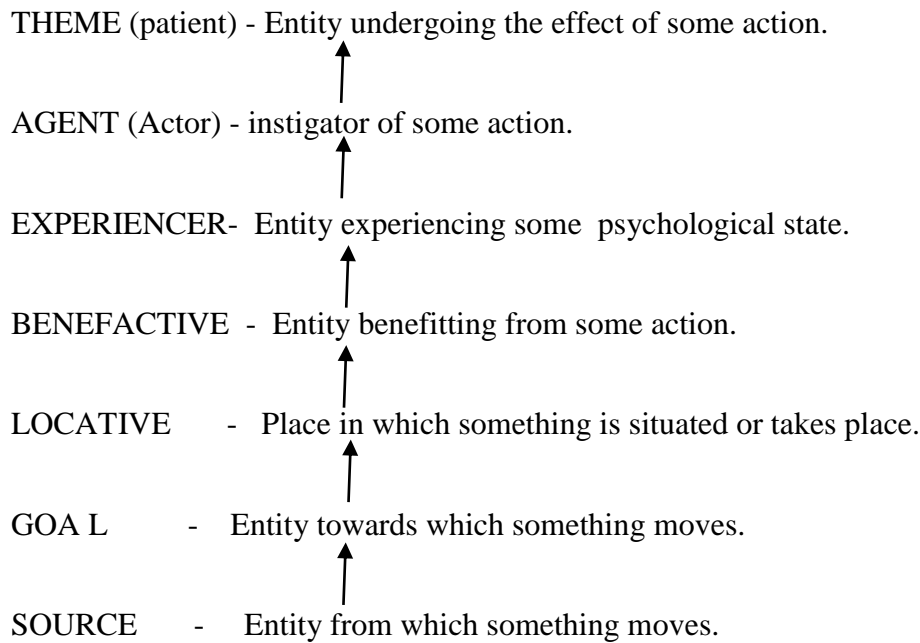 THEME (patient) - Entity undergoing the effect of some action.
AGENT (Actor) - instigator of some action.
EXPERIENCER- Entity experiencing some psychological state.
BENEFACTIVE - Entity benefitting from some action.
LOCATIVE - Place in which something is situated or takes place.
GOA L - Entity towards which something moves.
SOURCE - Entity from which something moves.